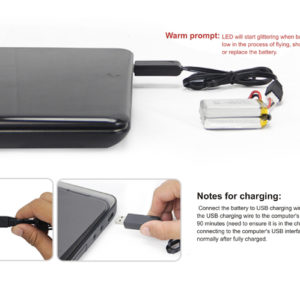 Warm prompt: LED will start glittering when b
low in the process of flying, sh
or replace the battery.
Notes for charging:
Connect the battery to USB charging w
the USB charging wire to the computer's
90 minutes (need to ensure it is in the ch
connecting to the computer's USB interfa
normally after fully charged.